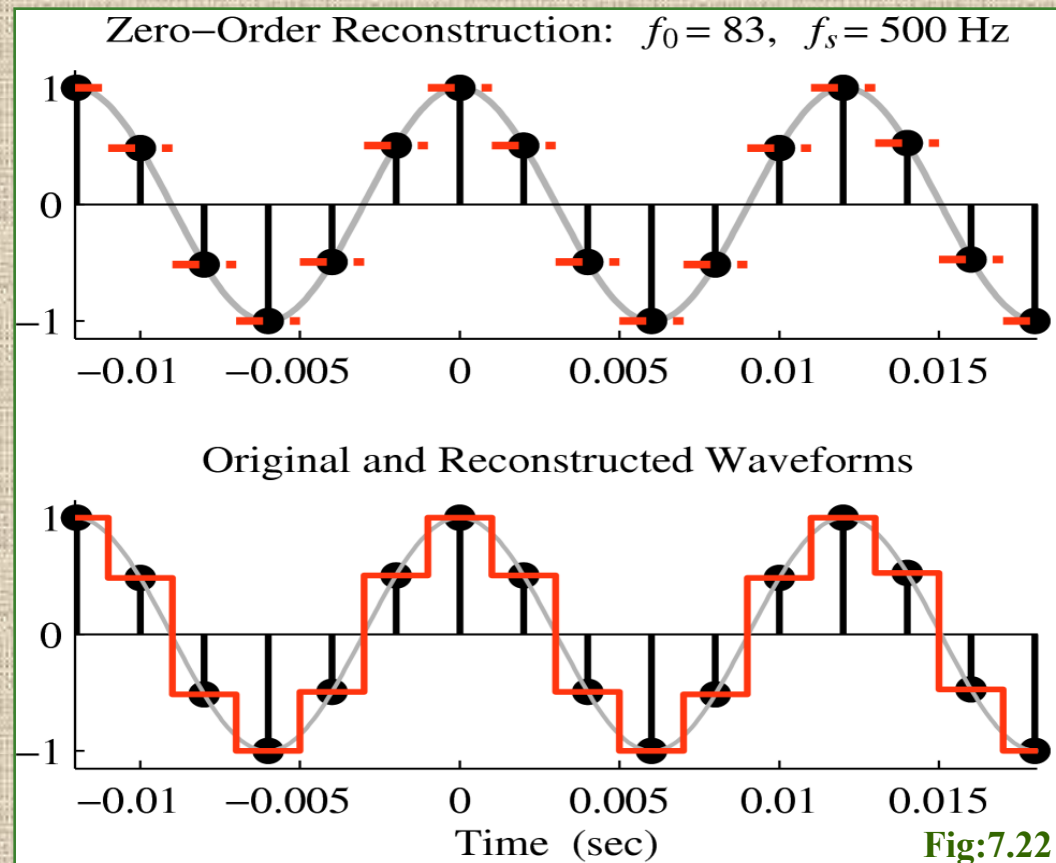 Zero−Order Reconstruction: f₀ = 83, fₛ = 500 Hz
1
0
−1
−0.01 −0.005 0 0.005 0.01 0.015
Original and Reconstructed Waveforms
1
0
−1
−0.01 −0.005 0 0.005 0.01 0.015
Time (sec)
Fig:7.22